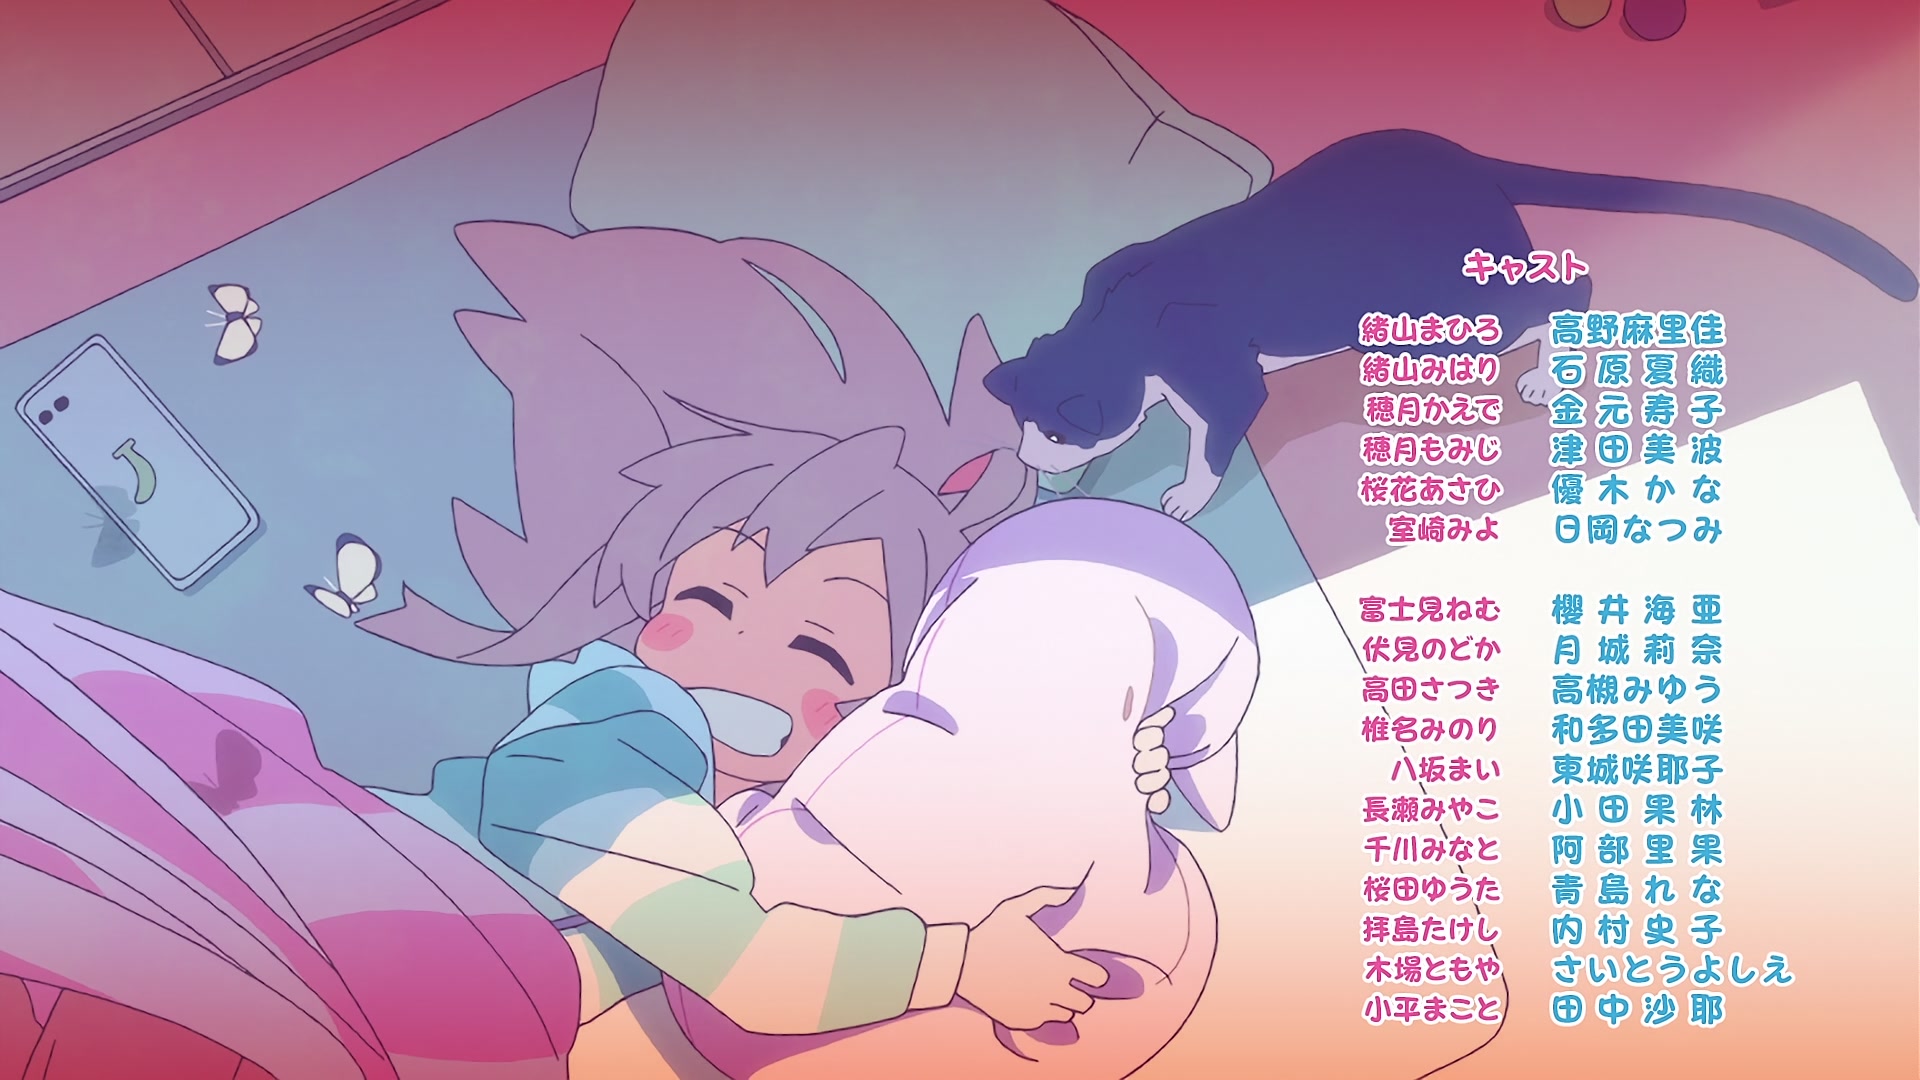 キャスト
緒山まひろ 高野麻里佳
緒山みはり 石原夏織
穂月かえで 金元寿子
穂月もみじ 津田美波
桜花あさひ 優木かな
室崎みよ 日岡なつみ
富士見ねむ 櫻井海亜
伏見のどか 月城莉奈
高田さつき 高槻みゆう
椎名みのり 和多田美咲
八坂まい 東城咲耶子
長瀬みやこ 小田果林
千川みなと 阿部里果
桜田ゆうた 青島れな
拝島たけし 内村史子
木場ともや さいとうよしえ
小平まこと 田中沙耶